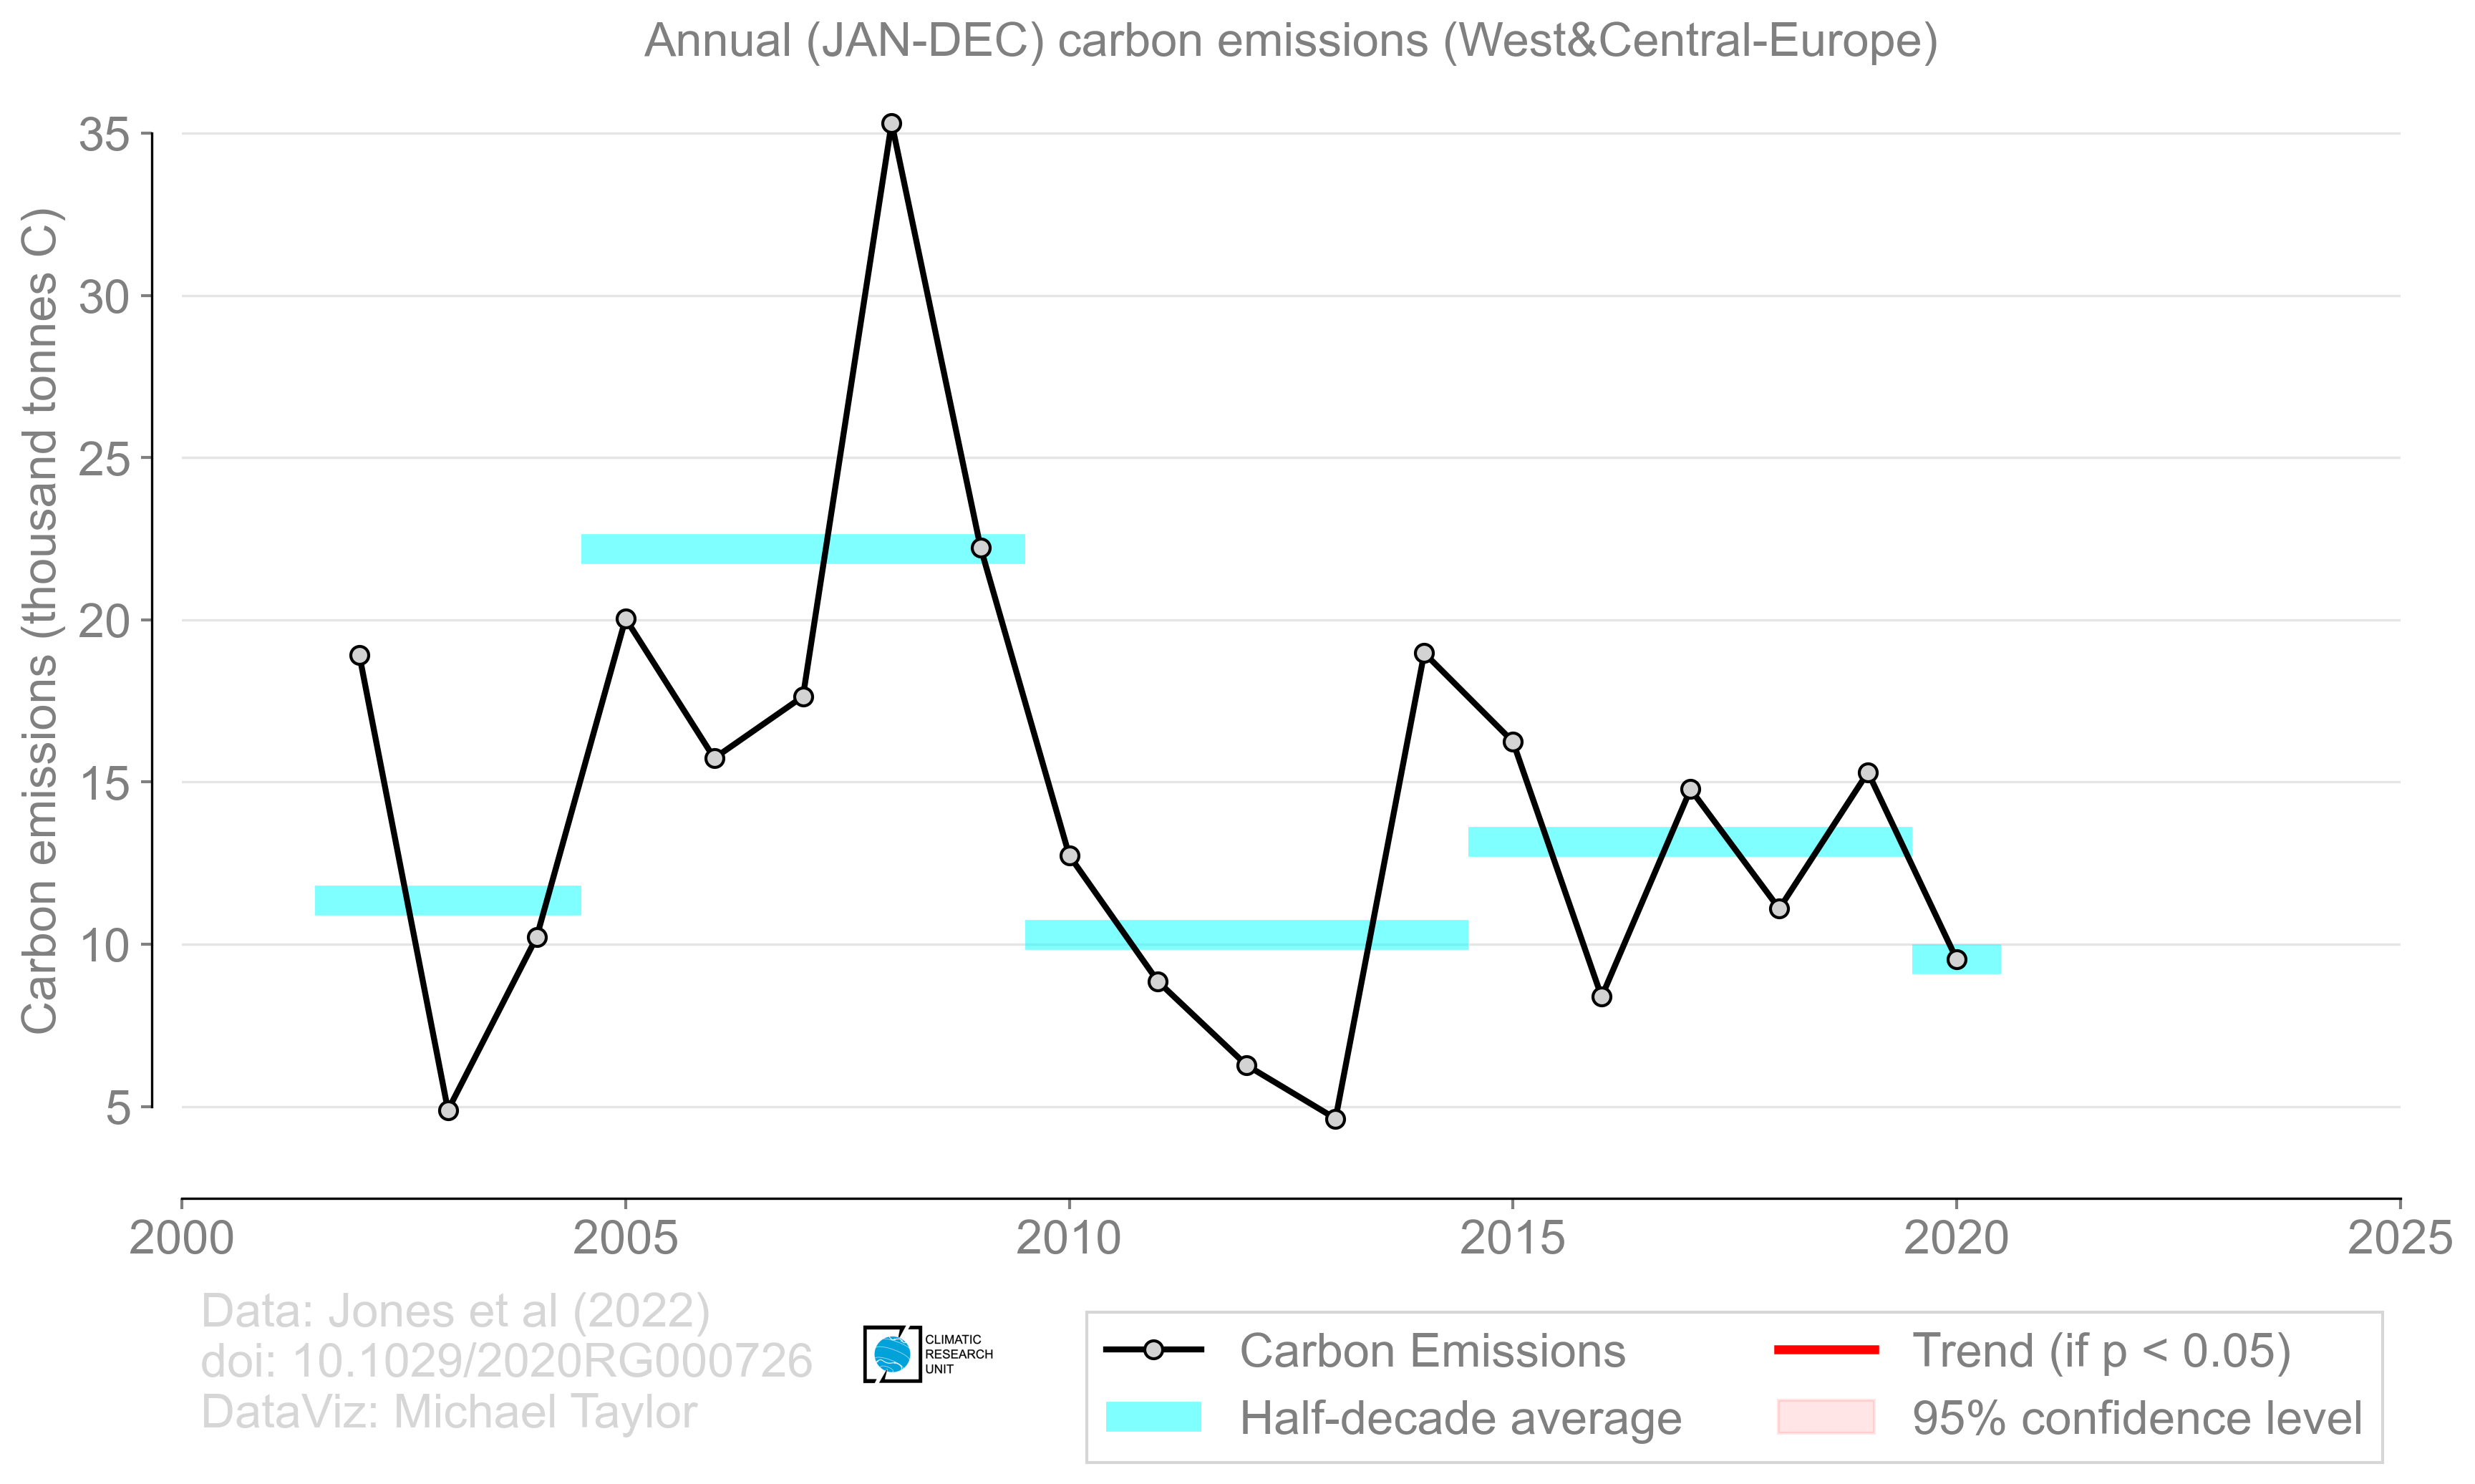 Annual (JAN-DEC) carbon emissions (West&Central-Europe)
Carbon emissions (thousand tonnes C)
35
30
25
20
15
10
5
2000 2005 2010 2015 2020 2025
Data: Jones et al (2022)
doi: 10.1029/2020RG000726
DataViz: Michael Taylor
CLIMATIC
RESEARCH
UNIT
Carbon Emissions
Half-decade average
Trend (if p < 0.05)
95% confidence level